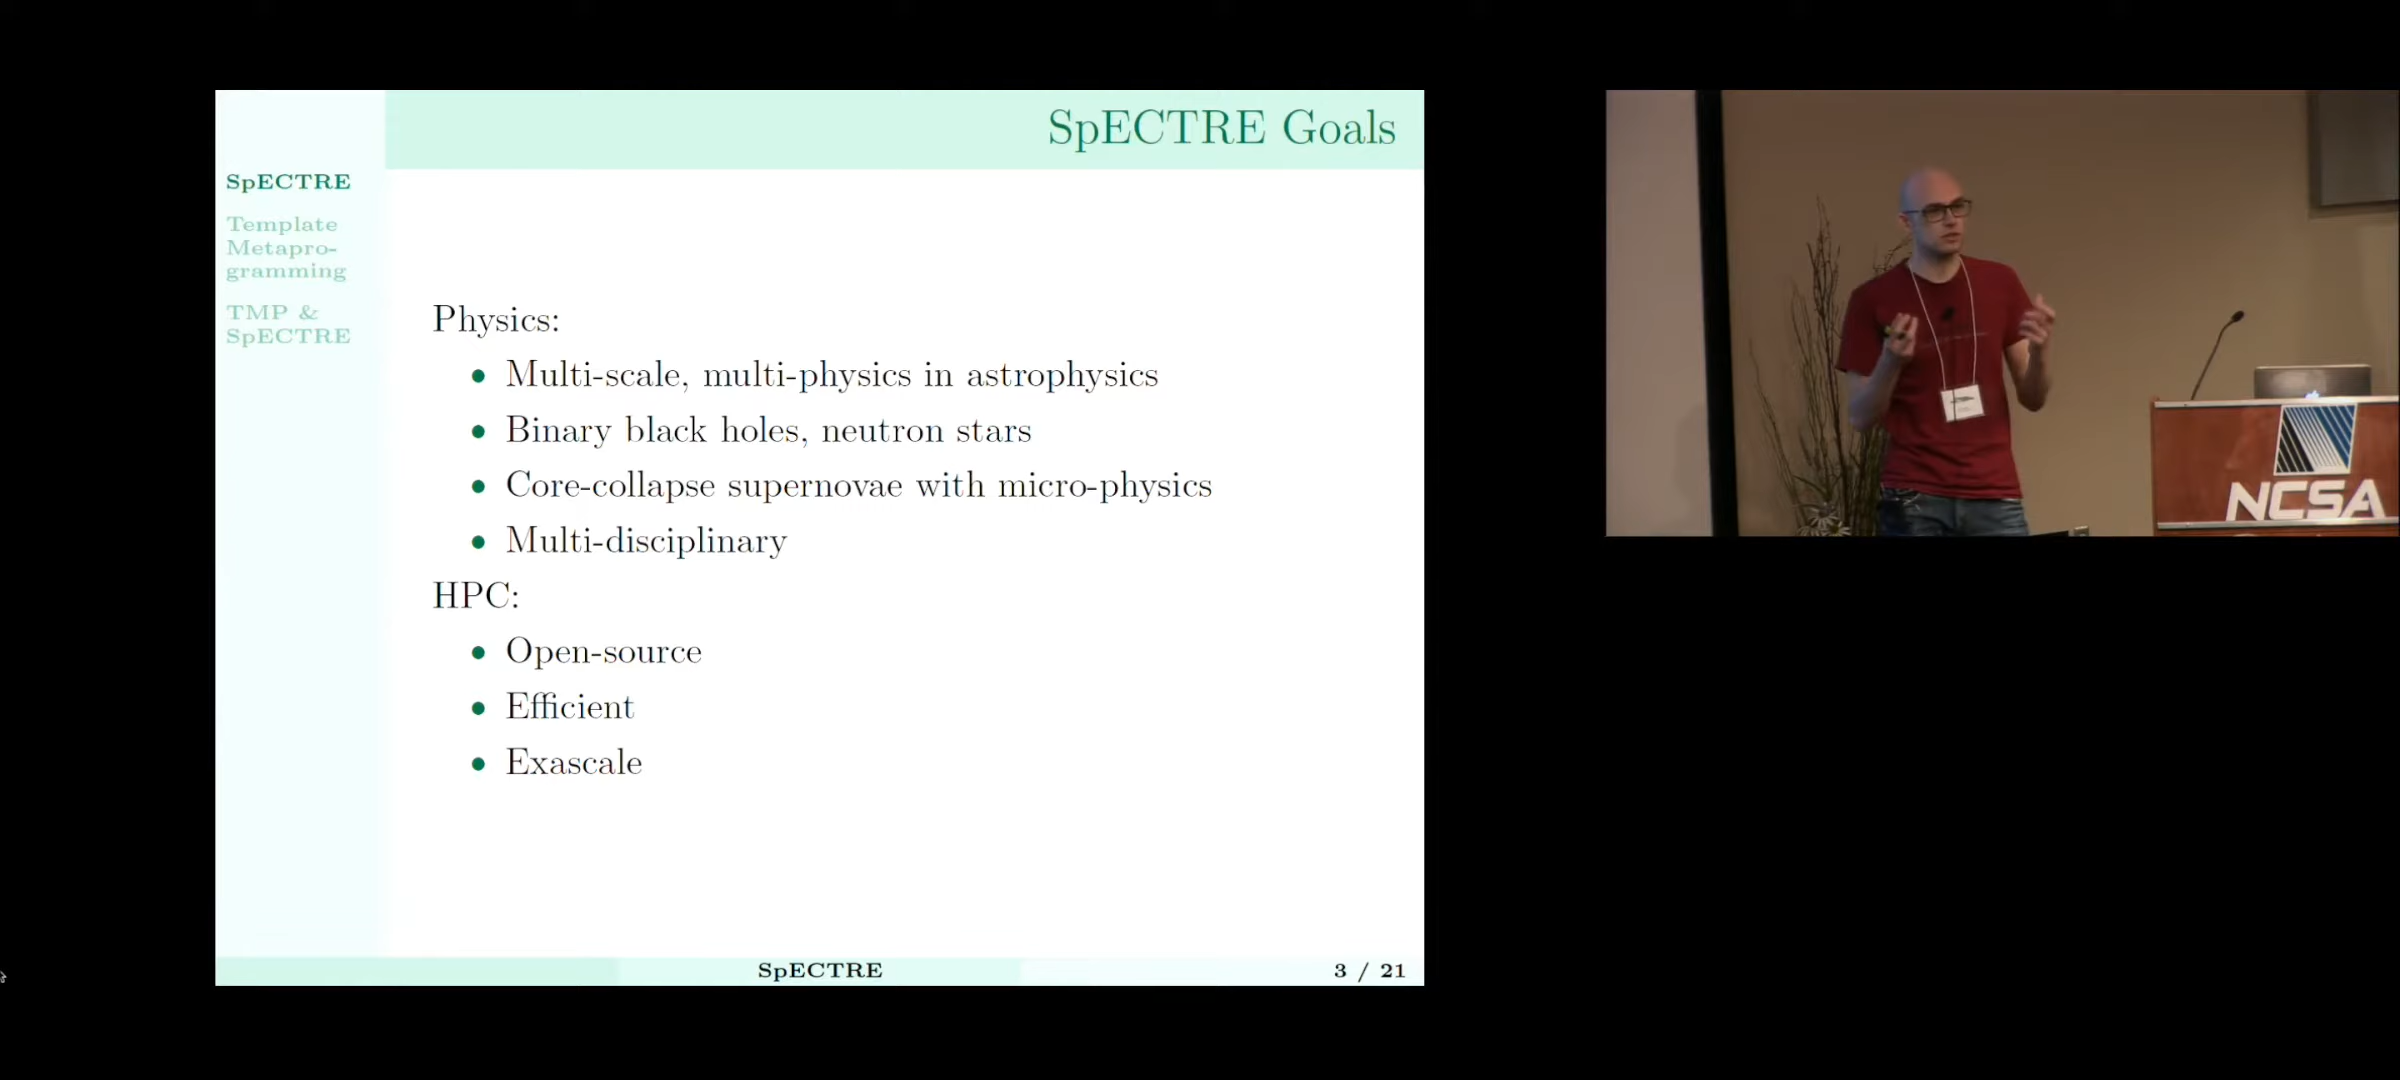 SpECTRE Goals
SpECTRE
Template
Metapro-
gramming
TMP &
SpECTRE
Physics:
• Multi-scale, multi-physics in astrophysics
• Binary black holes, neutron stars
• Core-collapse supernovae with micro-physics
• Multi-disciplinary
HPC:
• Open-source
• Efficient
• Exascale
SpECTRE
3 / 21
NCSA